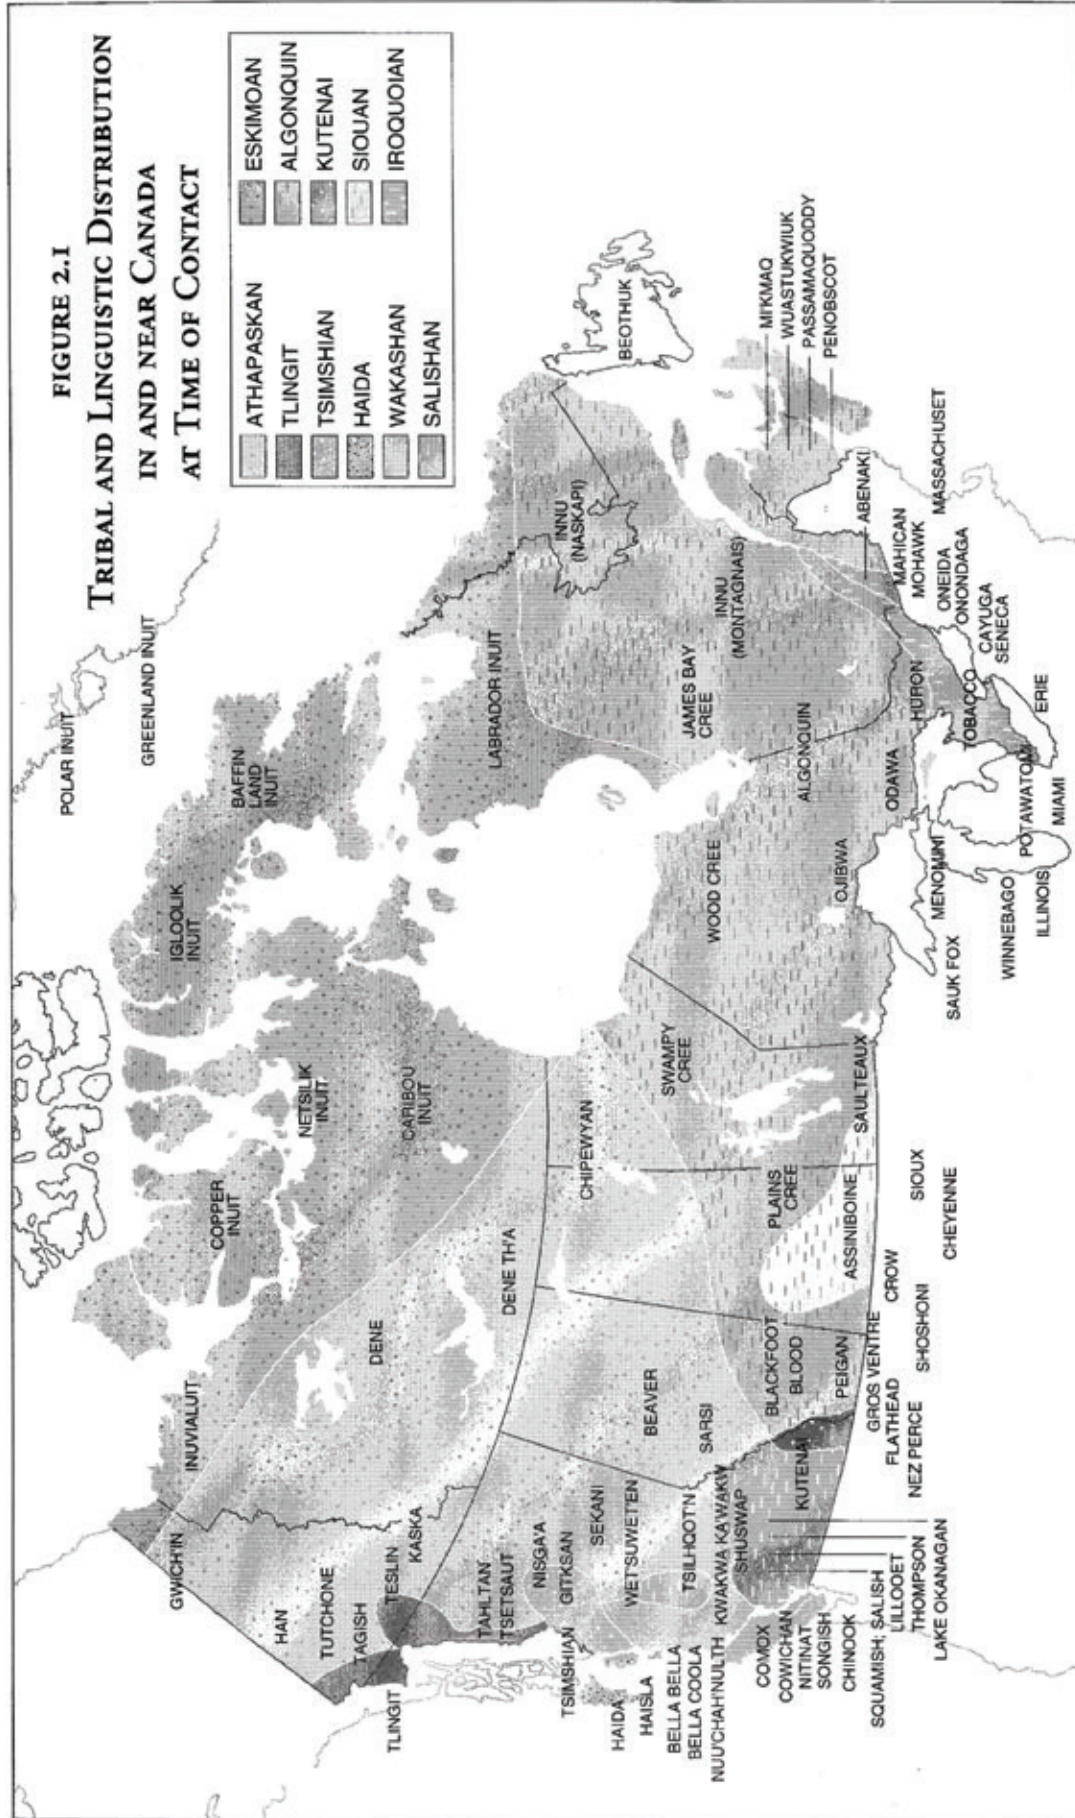 FIGURE 2.1
TRIBAL AND LINGUISTIC DISTRIBUTION
IN AND NEAR CANADA
AT TIME OF CONTACT
ATHAPASKAN
TLINGIT
TSIMSHIAN
HAIDA
WAKASHAN
SALISHAN
ESKIMOAN
ALGONQUIN
KUTENAI
SIOUAN
IROQUOIAN
POLAR INUIT
GREENLAND INUIT
BAFFIN
LAND
INUIT
IGLOOLIK
INUIT
NETSILIK
INUIT
COPPER
INUIT
CARIBOU
INUIT
INUVIALUIT
LABRADOR INUIT
GWICH'IN
HAN
TUTCHONE
TAGISH
TESLIN
KASKA
TLINGIT
DENE
DENE TH'A
CHIPEWYAN
TAHLTAN
TSETSAUT
NISGA'A
GITKSAN
SEKANI
WET'SUWET'EN
TSILHQOT'N
BEAVER
SARSI
TSIMSHIAN
HAIDA
HAISLA
BELLA BELLA
BELLA COOLA
NUU'CHAH'NULTH
KWAKWA KA'WAKW
SHUSWAP
KUTENAI
COMOX
COWICHAN
NITINAT
SONGISH
CHINOOK
SQUAMISH; SALISH
LILLOOET
THOMPSON
LAKE OKANAGAN
BLACKFOOT
BLOOD
PEIGAN
GROS VENTRE
FLATHEAD
NEZ PERCE
CROW
SHOSHONI
PLAINS
CREE
ASSINIBOINE
SIOUX
CHEYENNE
SWAMPY
CREE
SAULTEAUX
WOOD CREE
OJIBWA
SAUK FOX
MENOMINI
WINNEBAGO
ILLINOIS
POTAWATOMI
MIAMI
ERIE
JAMES BAY
CREE
ALGONQUIN
ODAWA
HURON
TOBACCO
INNU
(NASKAPI)
INNU
(MONTAGNAIS)
BEOTHUK
MI'KMAQ
WUASTUKWIUK
PASSAMAQUODDY
PENOBSCOT
ABENAKI
MASSACHUSET
MAHICAN
MOHAWK
ONEIDA
ONONDAGA
CAYUGA
SENECA